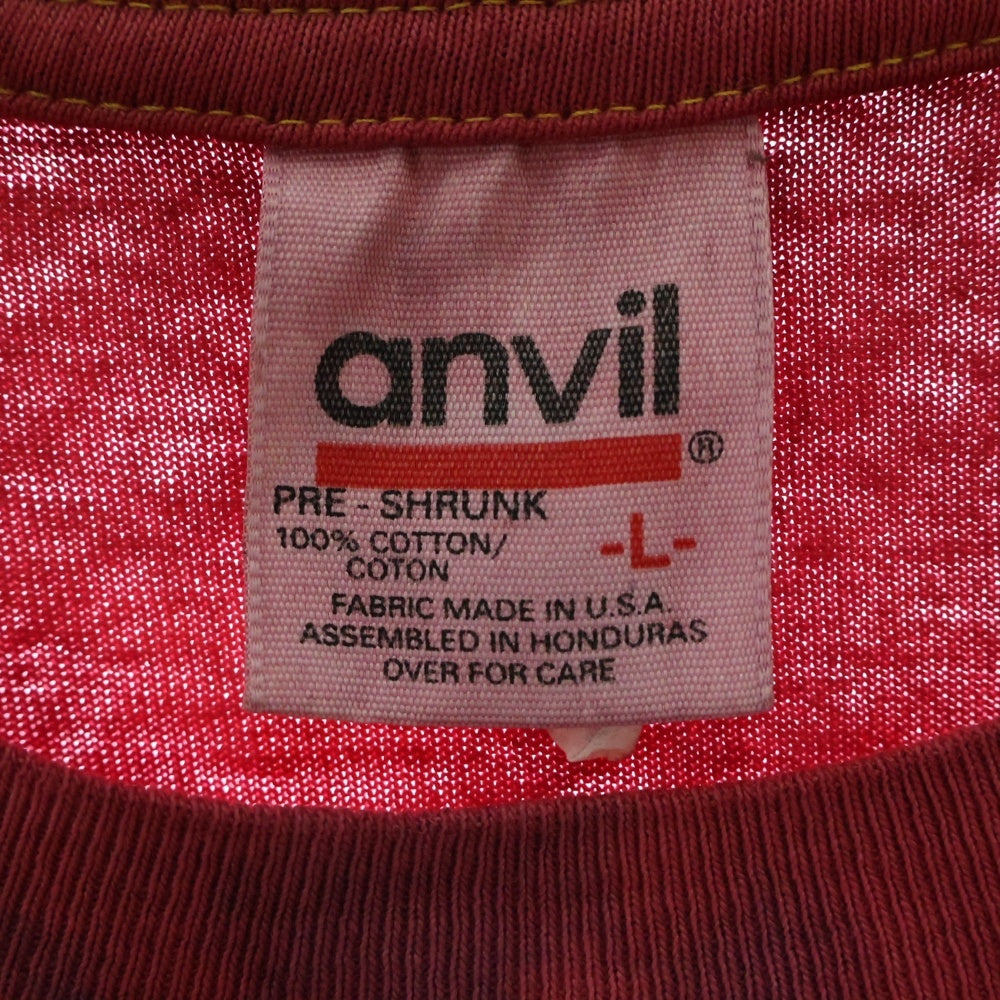 anvil ®
PRE - SHRUNK
100% COTTON/
COTON
-L-
FABRIC MADE IN U.S.A.
ASSEMBLED IN HONDURAS
OVER FOR CARE